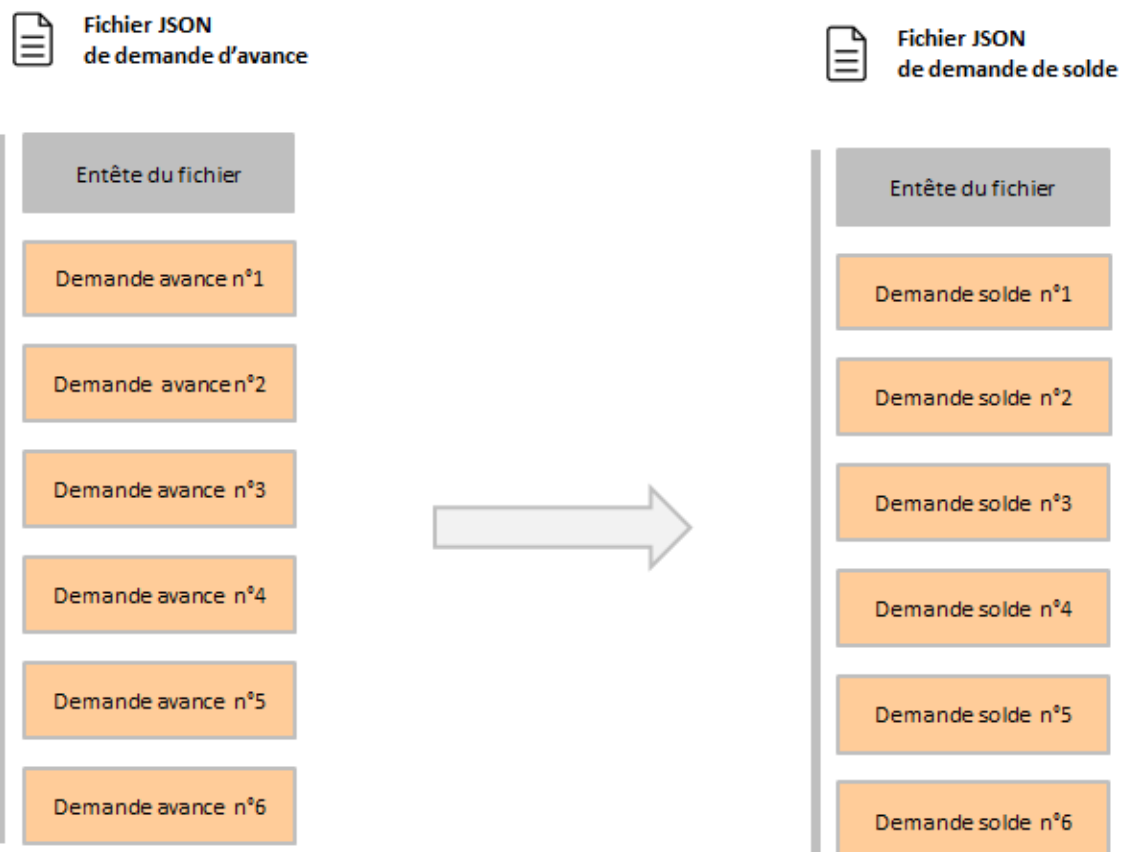 Fichier JSON
de demande d’avance
Entête du fichier
Demande avance n°1
Demande avance n°2
Demande avance n°3
Demande avance n°4
Demande avance n°5
Demande avance n°6
Fichier JSON
de demande de solde
Entête du fichier
Demande solde n°1
Demande solde n°2
Demande solde n°3
Demande solde n°4
Demande solde n°5
Demande solde n°6